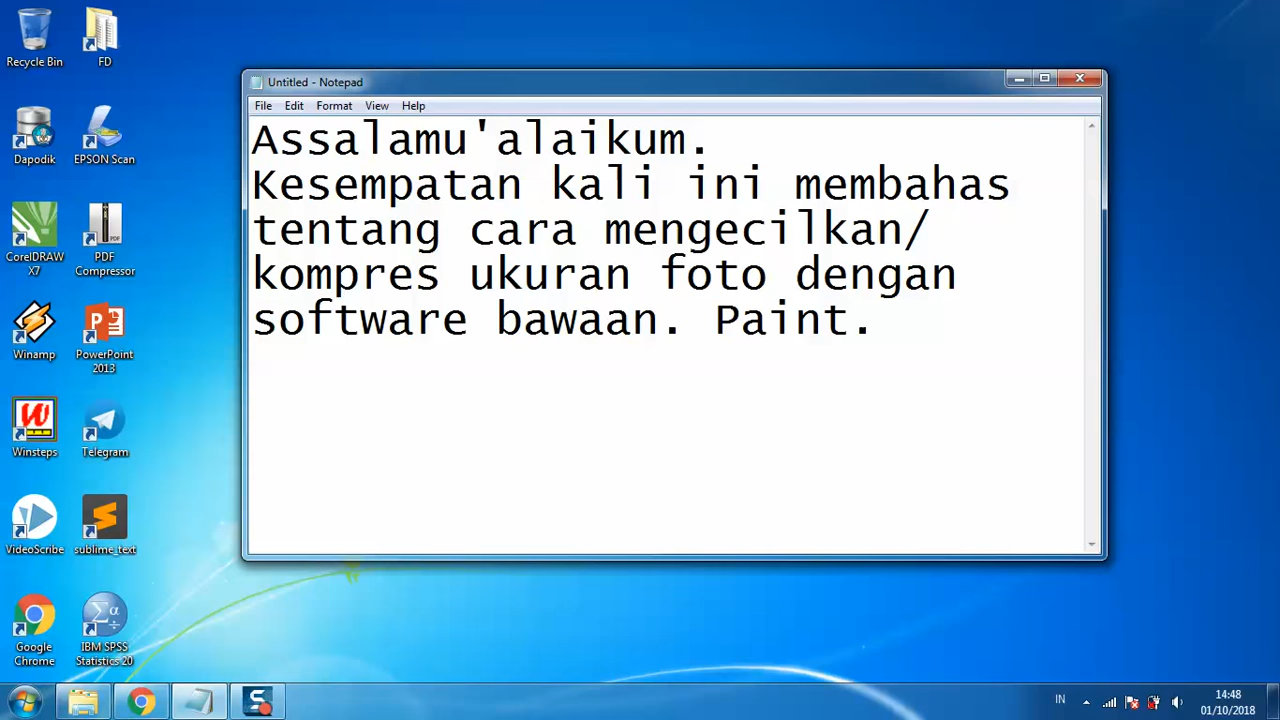 Recycle Bin
FD
Dapodik
EPSON Scan
CorelDRAW
X7
PDF
PDF
Compressor
Winamp
PowerPoint
2013
Winsteps
Telegram
VideoScribe
sublime_text
Google
Chrome
IBM SPSS
Statistics 20
Untitled - Notepad
File Edit Format View Help
Assalamu'alaikum.
Kesempatan kali ini membahas
tentang cara mengecilkan/
kompres ukuran foto dengan
software bawaan. Paint.
IN
14:48
01/10/2018